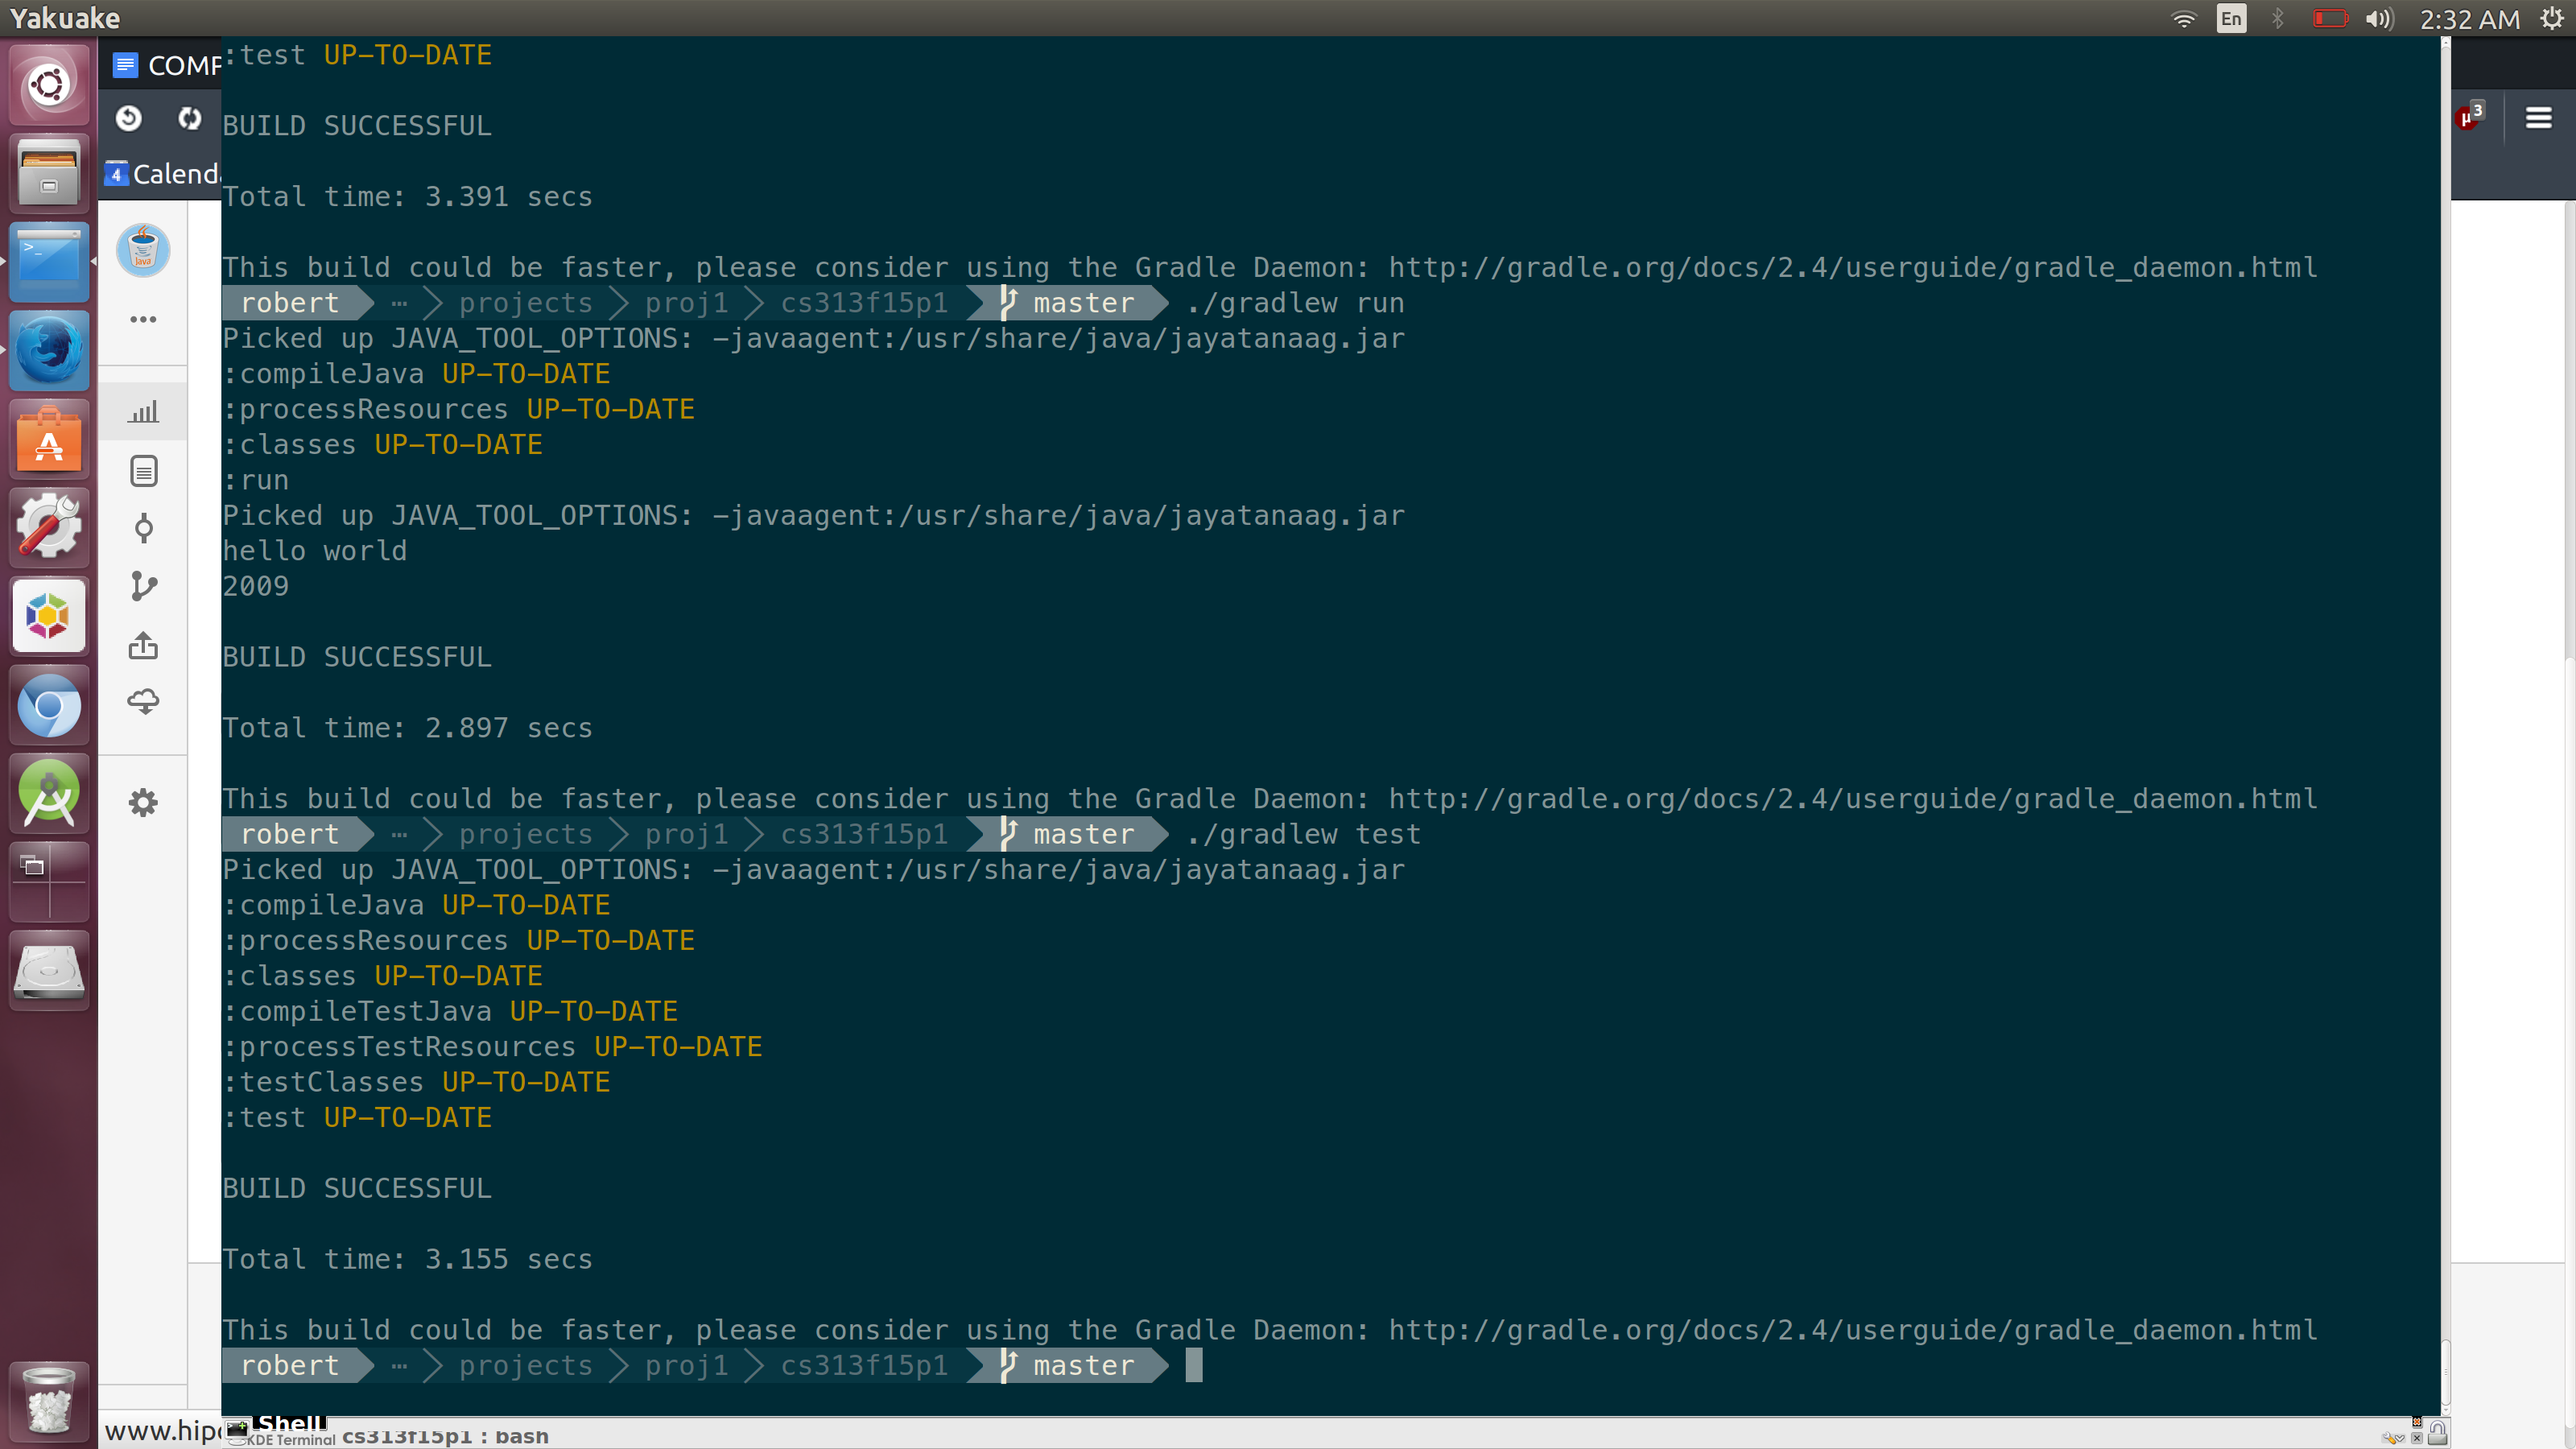 Yakuake
En
2:32 AM
COMP
:test UP-TO-DATE
3
BUILD SUCCESSFUL
4
Total time: 3.391 secs
This build could be faster, please consider using the Gradle Daemon: http://gradle.org/docs/2.4/userguide/gradle_daemon.html
robert … projects proj1 cs313f15p1 master ./gradlew run
Picked up JAVA_TOOL_OPTIONS: -javaagent:/usr/share/java/jayatanaag.jar
:compileJava UP-TO-DATE
:processResources UP-TO-DATE
:classes UP-TO-DATE
:run
Picked up JAVA_TOOL_OPTIONS: -javaagent:/usr/share/java/jayatanaag.jar
hello world
2009
BUILD SUCCESSFUL
Total time: 2.897 secs
This build could be faster, please consider using the Gradle Daemon: http://gradle.org/docs/2.4/userguide/gradle_daemon.html
robert … projects proj1 cs313f15p1 master ./gradlew test
Picked up JAVA_TOOL_OPTIONS: -javaagent:/usr/share/java/jayatanaag.jar
:compileJava UP-TO-DATE
:processResources UP-TO-DATE
:classes UP-TO-DATE
:compileTestJava UP-TO-DATE
:processTestResources UP-TO-DATE
:testClasses UP-TO-DATE
:test UP-TO-DATE
BUILD SUCCESSFUL
Total time: 3.155 secs
This build could be faster, please consider using the Gradle Daemon: http://gradle.org/docs/2.4/userguide/gradle_daemon.html
robert … projects proj1 cs313f15p1 master
Shell
KDE Terminal cs313f15p1 : bash